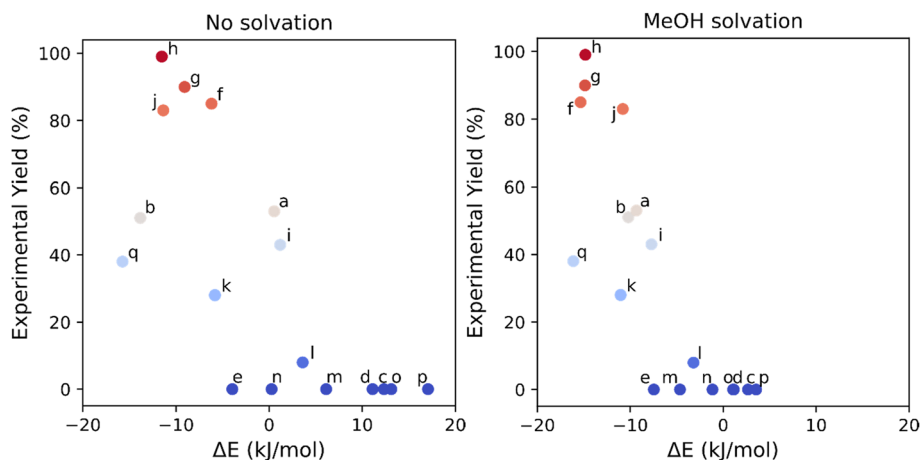 No solvation
MeOH solvation
Experimental Yield (%)
100
80
60
40
20
0
h
g
f
j
b
a
q
i
k
l
e
n
m
d
c
o
p
−20
−10
0
10
20
ΔE (kJ/mol)
Experimental Yield (%)
100
80
60
40
20
0
h
g
f
j
b
a
q
i
k
l
e
m
n
o
d
c
p
−20
−10
0
10
20
ΔE (kJ/mol)